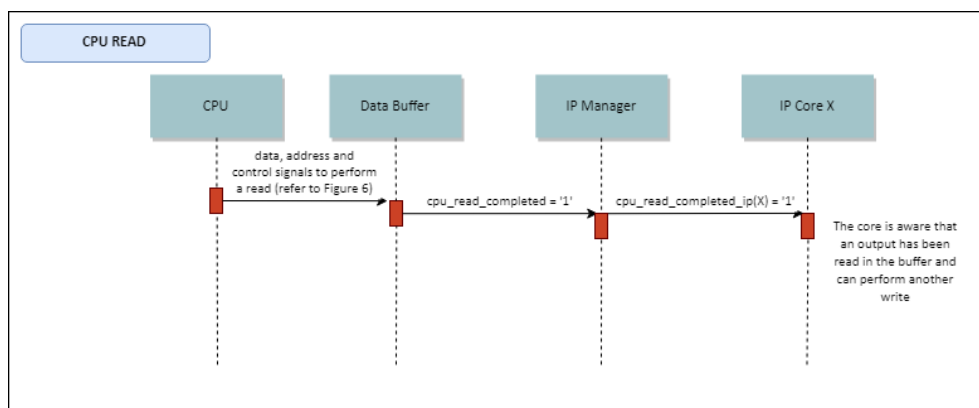 CPU READ
CPU
Data Buffer
IP Manager
IP Core X
data, address and
control signals to perform
a read (refer to Figure 6)
cpu_read_completed = '1'
cpu_read_completed_ip(X) = '1'
The core is aware that
an output has been
read in the buffer and
can perform another
write